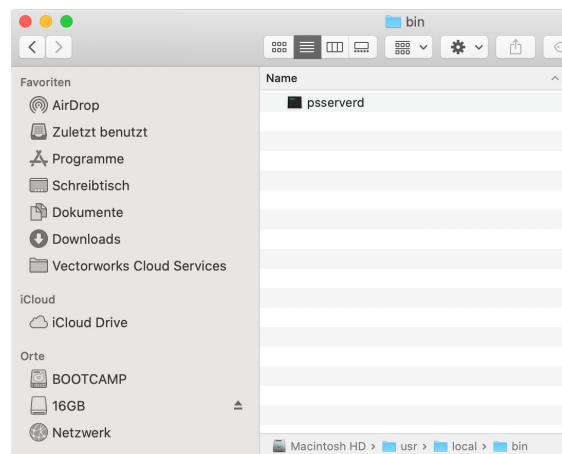 bin
Favoriten
AirDrop
Zuletzt benutzt
Programme
Schreibtisch
Dokumente
Downloads
Vectorworks Cloud Services
iCloud
iCloud Drive
Orte
BOOTCAMP
16GB
Netzwerk
Name
psserverd
Macintosh HD › usr › local › bin